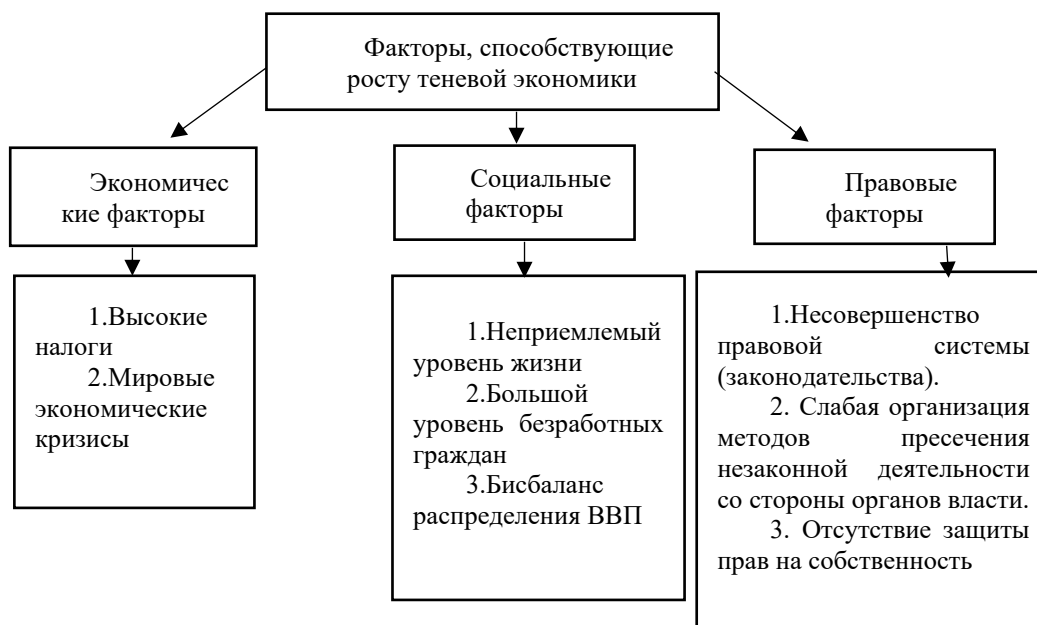 Факторы, способствующие
росту теневой экономики
Экономичес
кие факторы
Социальные
факторы
Правовые
факторы
1.Высокие
налоги
2.Мировые
экономические
кризисы
1.Неприемлемый
уровень жизни
2.Большой
уровень безработных
граждан
3.Бисбаланс
распределения ВВП
1.Несовершенство
правовой системы
(законодательства).
2. Слабая организация
методов пресечения
незаконной деятельности
со стороны органов власти.
3. Отсутствие защиты
прав на собственность